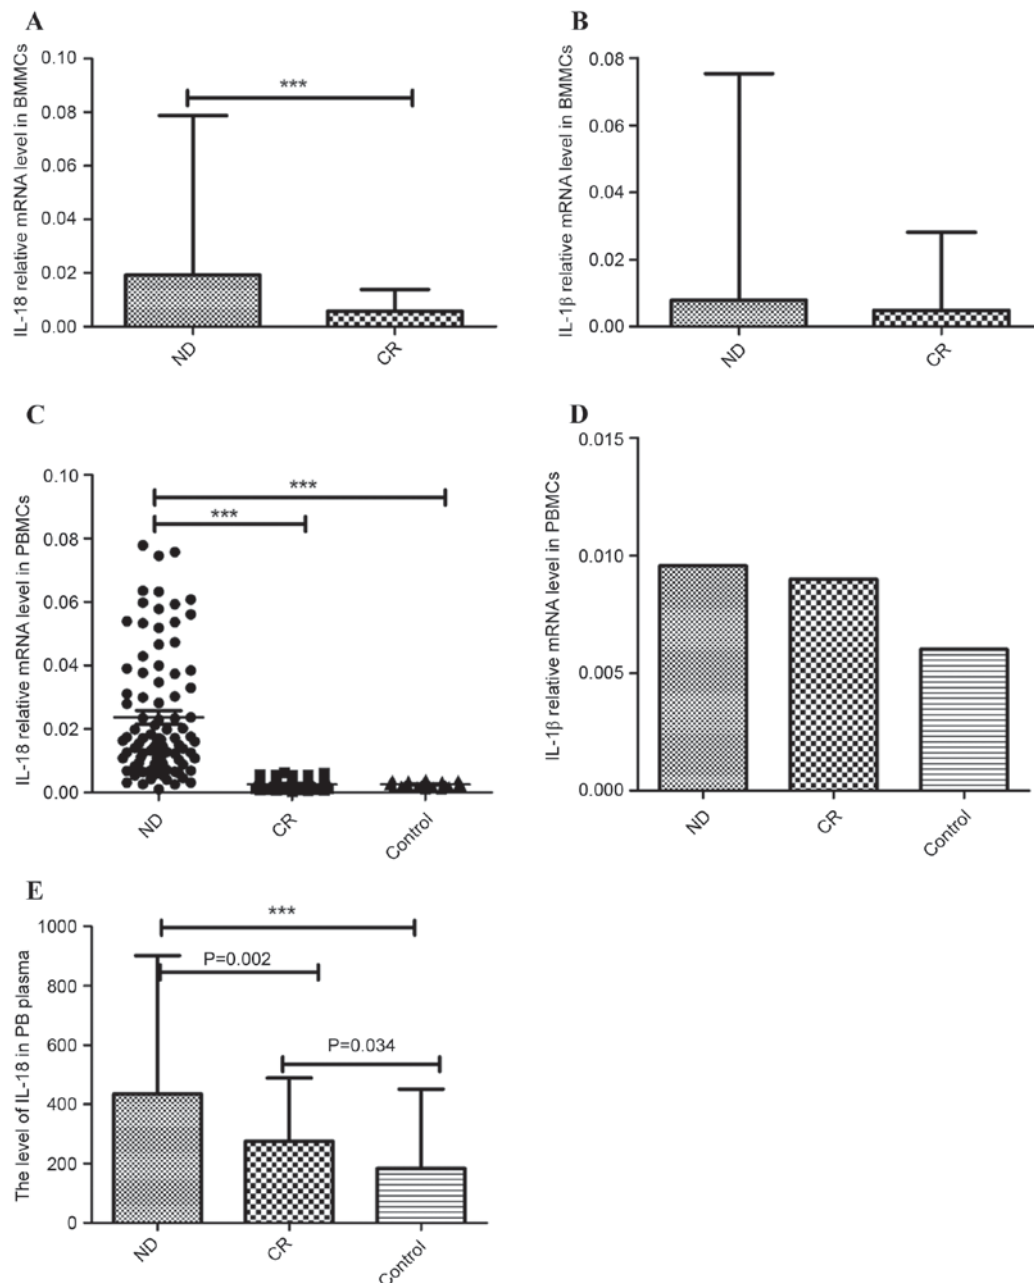 A
IL-18 relative mRNA level in BMMCs
0.10
0.08
0.06
0.04
0.02
0.00
***
ND
CR
B
IL-1β relative mRNA level in BMMCs
0.08
0.06
0.04
0.02
0.00
ND
CR
C
IL-18 relative mRNA level in PBMCs
0.10
0.08
0.06
0.04
0.02
0.00
***
***
ND
CR
Control
D
IL-1β relative mRNA level in PBMCs
0.015
0.010
0.005
0.000
ND
CR
Control
E
The level of IL-18 in PB plasma
1000
800
600
400
200
0
***
P=0.002
P=0.034
ND
CR
Control